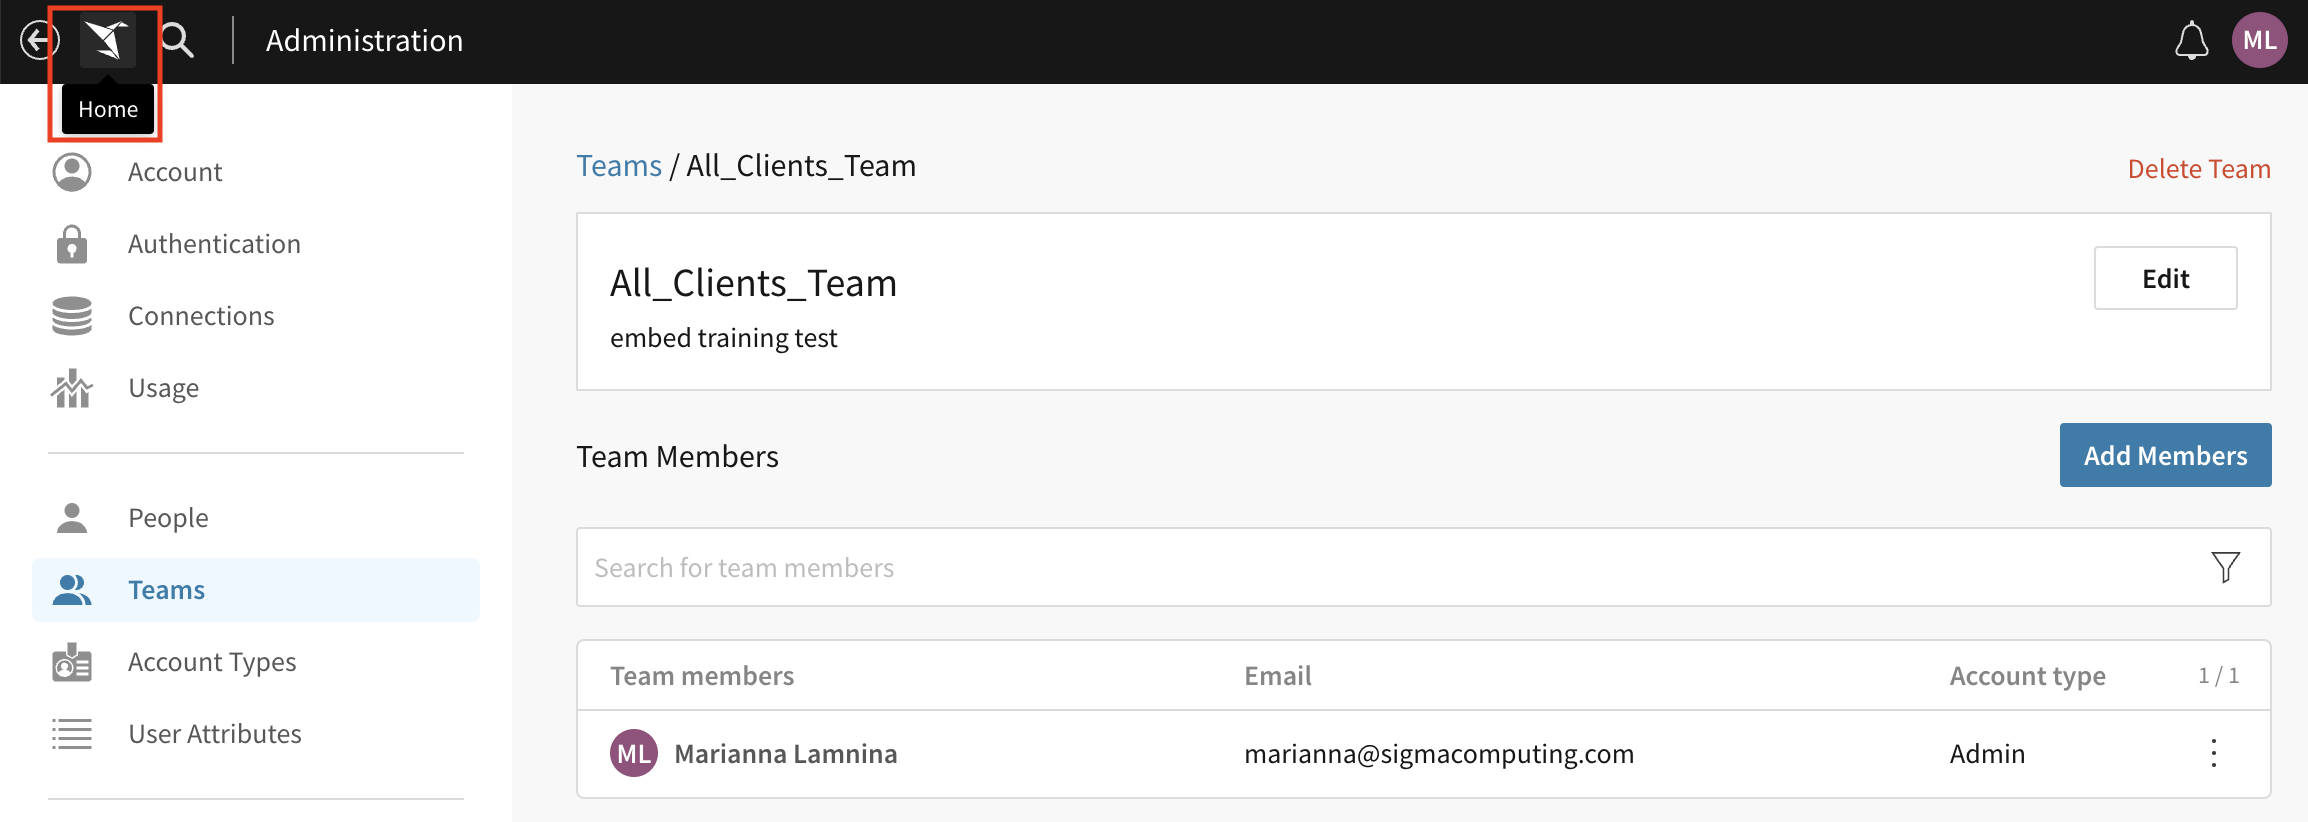 Administration
ML
Home
Account
Authentication
Connections
Usage
People
Teams
Account Types
User Attributes
Teams / All_Clients_Team
Delete Team
All_Clients_Team
Edit
embed training test
Team Members
Add Members
Search for team members
Team members Email Account type 1 / 1
ML Marianna Lamnina marianna@sigmacomputing.com Admin